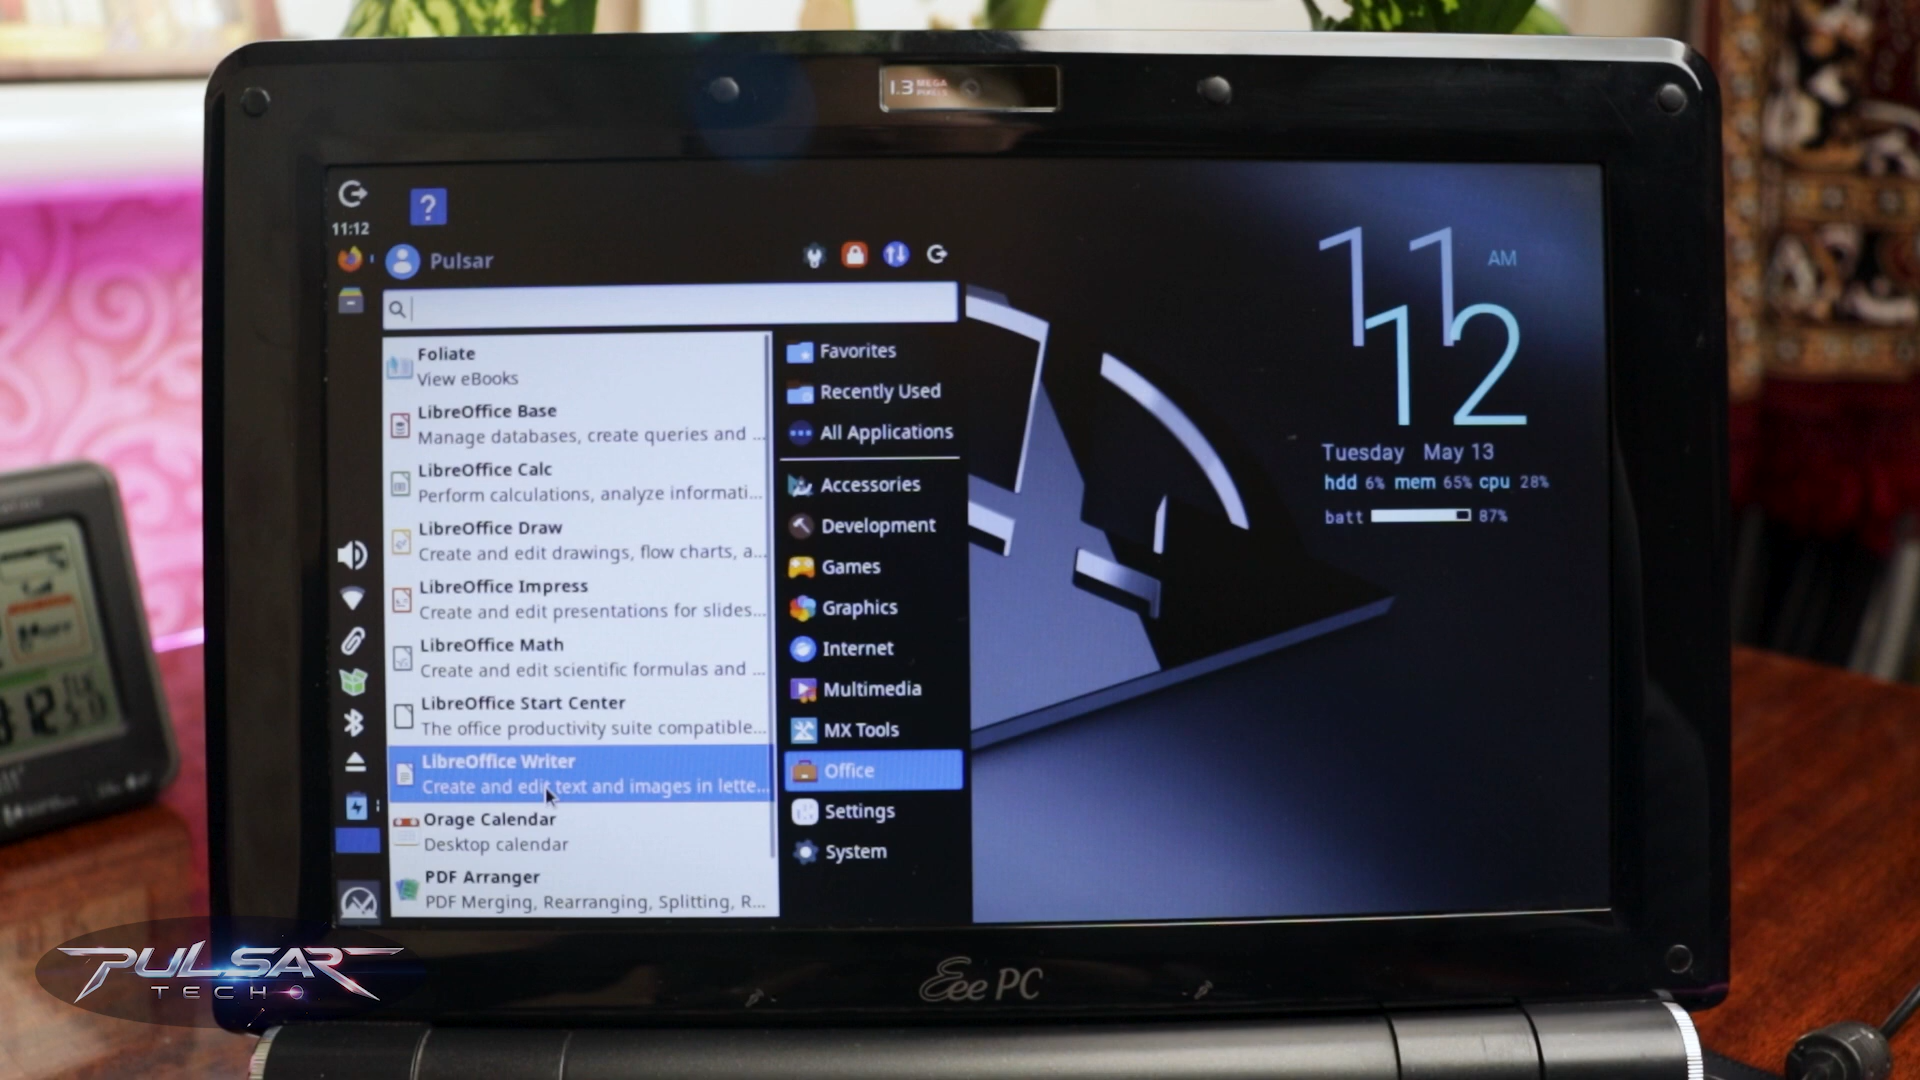 1.3 MEGA
PIXELS
11:12
?
Pulsar
Foliate
View eBooks
LibreOffice Base
Manage databases, create queries and ...
LibreOffice Calc
Perform calculations, analyze informati...
LibreOffice Draw
Create and edit drawings, flow charts, a...
LibreOffice Impress
Create and edit presentations for slides...
LibreOffice Math
Create and edit scientific formulas and ...
LibreOffice Start Center
The office productivity suite compatible...
LibreOffice Writer
Create and edit text and images in lette...
Orage Calendar
Desktop calendar
PDF Arranger
PDF Merging, Rearranging, Splitting, R...
Favorites
Recently Used
All Applications
Accessories
Development
Games
Graphics
Internet
Multimedia
MX Tools
Office
Settings
System
11 AM
12
Tuesday May 13
hdd 6% mem 65% cpu 28%
batt 87%
Eee PC
PULSAR
TECH